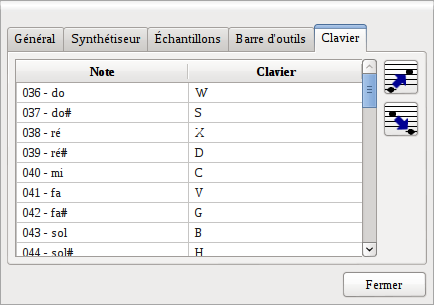 Général Synthétiseur Échantillons Barre d'outils Clavier
Note Clavier
036 - do W
037 - do# S
038 - ré X
039 - ré# D
040 - mi C
041 - fa V
042 - fa# G
043 - sol B
044 - sol# H
Fermer